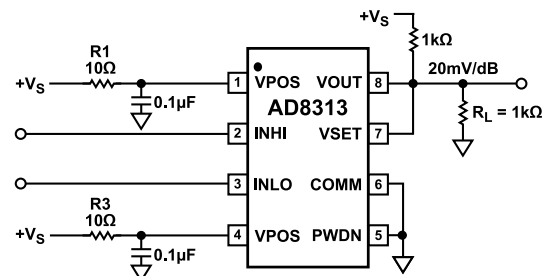 +VS
1kΩ
R1
10Ω
+VS
0.1µF
1 VPOS VOUT 8
20mV/dB
AD8313
RL = 1kΩ
2 INHI VSET 7
3 INLO COMM 6
R3
10Ω
+VS
4 VPOS PWDN 5
0.1µF